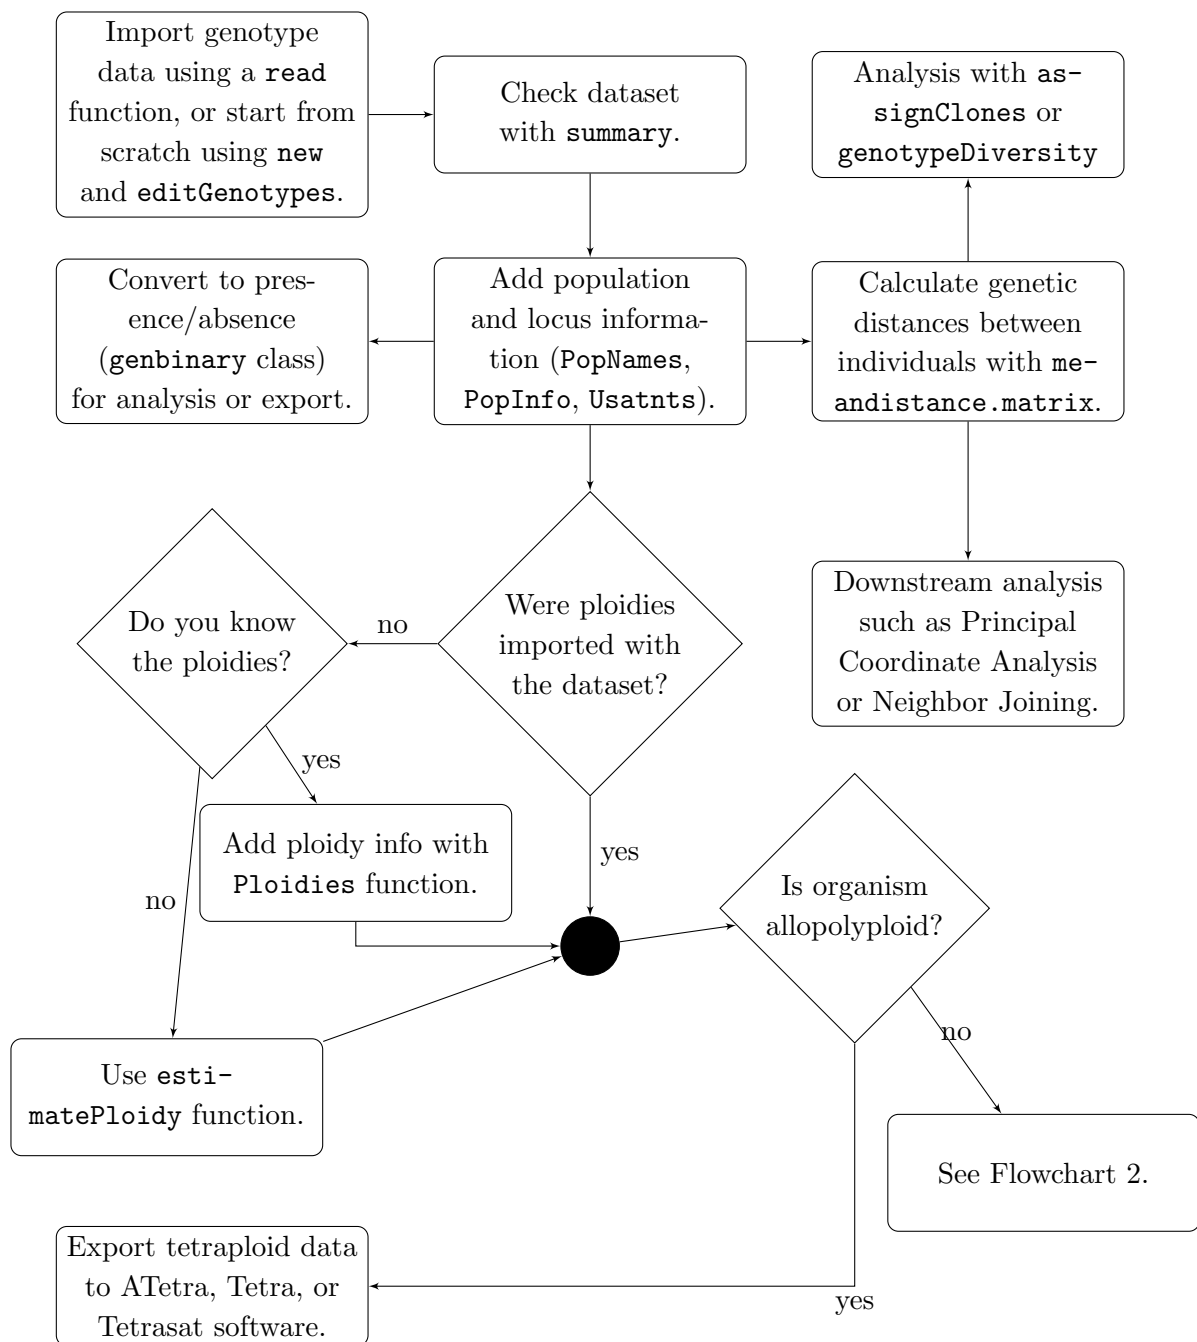 Import genotype
data using a read
function, or start from
scratch using new
and editGenotypes.
Check dataset
with summary.
Analysis with as-
signClones or
genotypeDiversity
Convert to pres-
ence/absence
(genbinary class)
for analysis or export.
Add population
and locus informa-
tion (PopNames,
PopInfo, Usatnts).
Calculate genetic
distances between
individuals with me-
andistance.matrix.
Do you know
the ploidies?
no
Were ploidies
imported with
the dataset?
Downstream analysis
such as Principal
Coordinate Analysis
or Neighbor Joining.
yes
Add ploidy info with
Ploidies function.
yes
no
Is organism
allopolyploid?
no
Use esti-
matePloidy function.
See Flowchart 2.
Export tetraploid data
to ATetra, Tetra, or
Tetrasat software.
yes